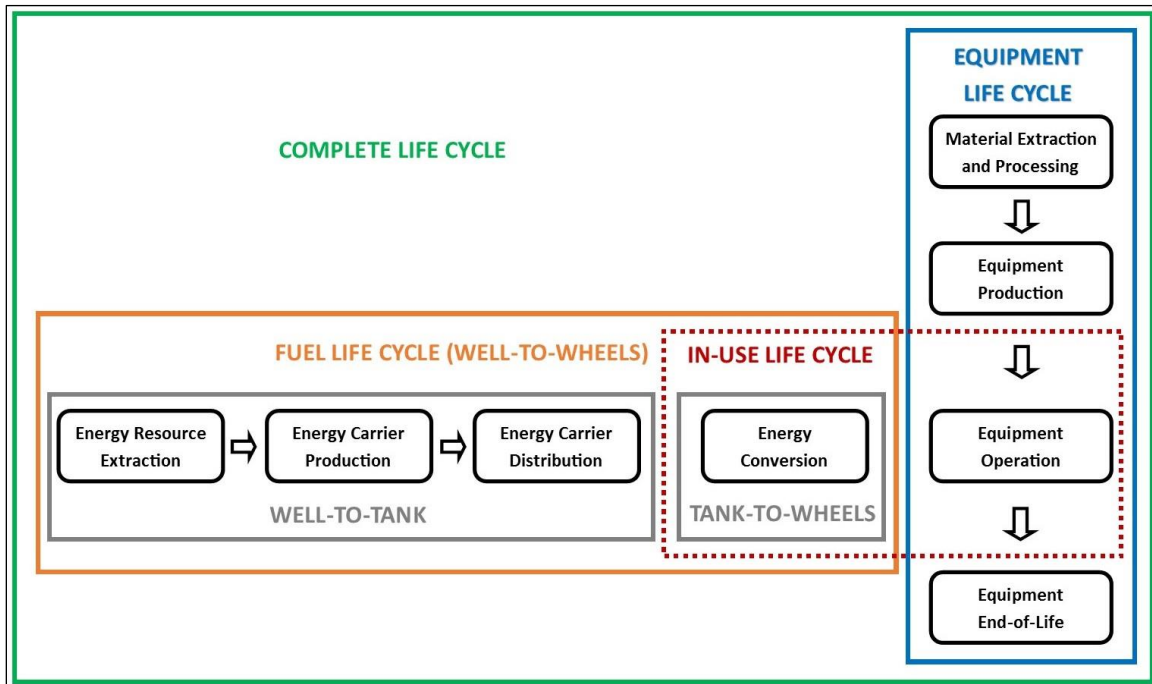 EQUIPMENT
LIFE CYCLE
COMPLETE LIFE CYCLE
Material Extraction
and Processing
Equipment
Production
FUEL LIFE CYCLE (WELL-TO-WHEELS)
IN-USE LIFE CYCLE
Energy Resource
Extraction
Energy Carrier
Production
Energy Carrier
Distribution
WELL-TO-TANK
Energy
Conversion
TANK-TO-WHEELS
Equipment
Operation
Equipment
End-of-Life